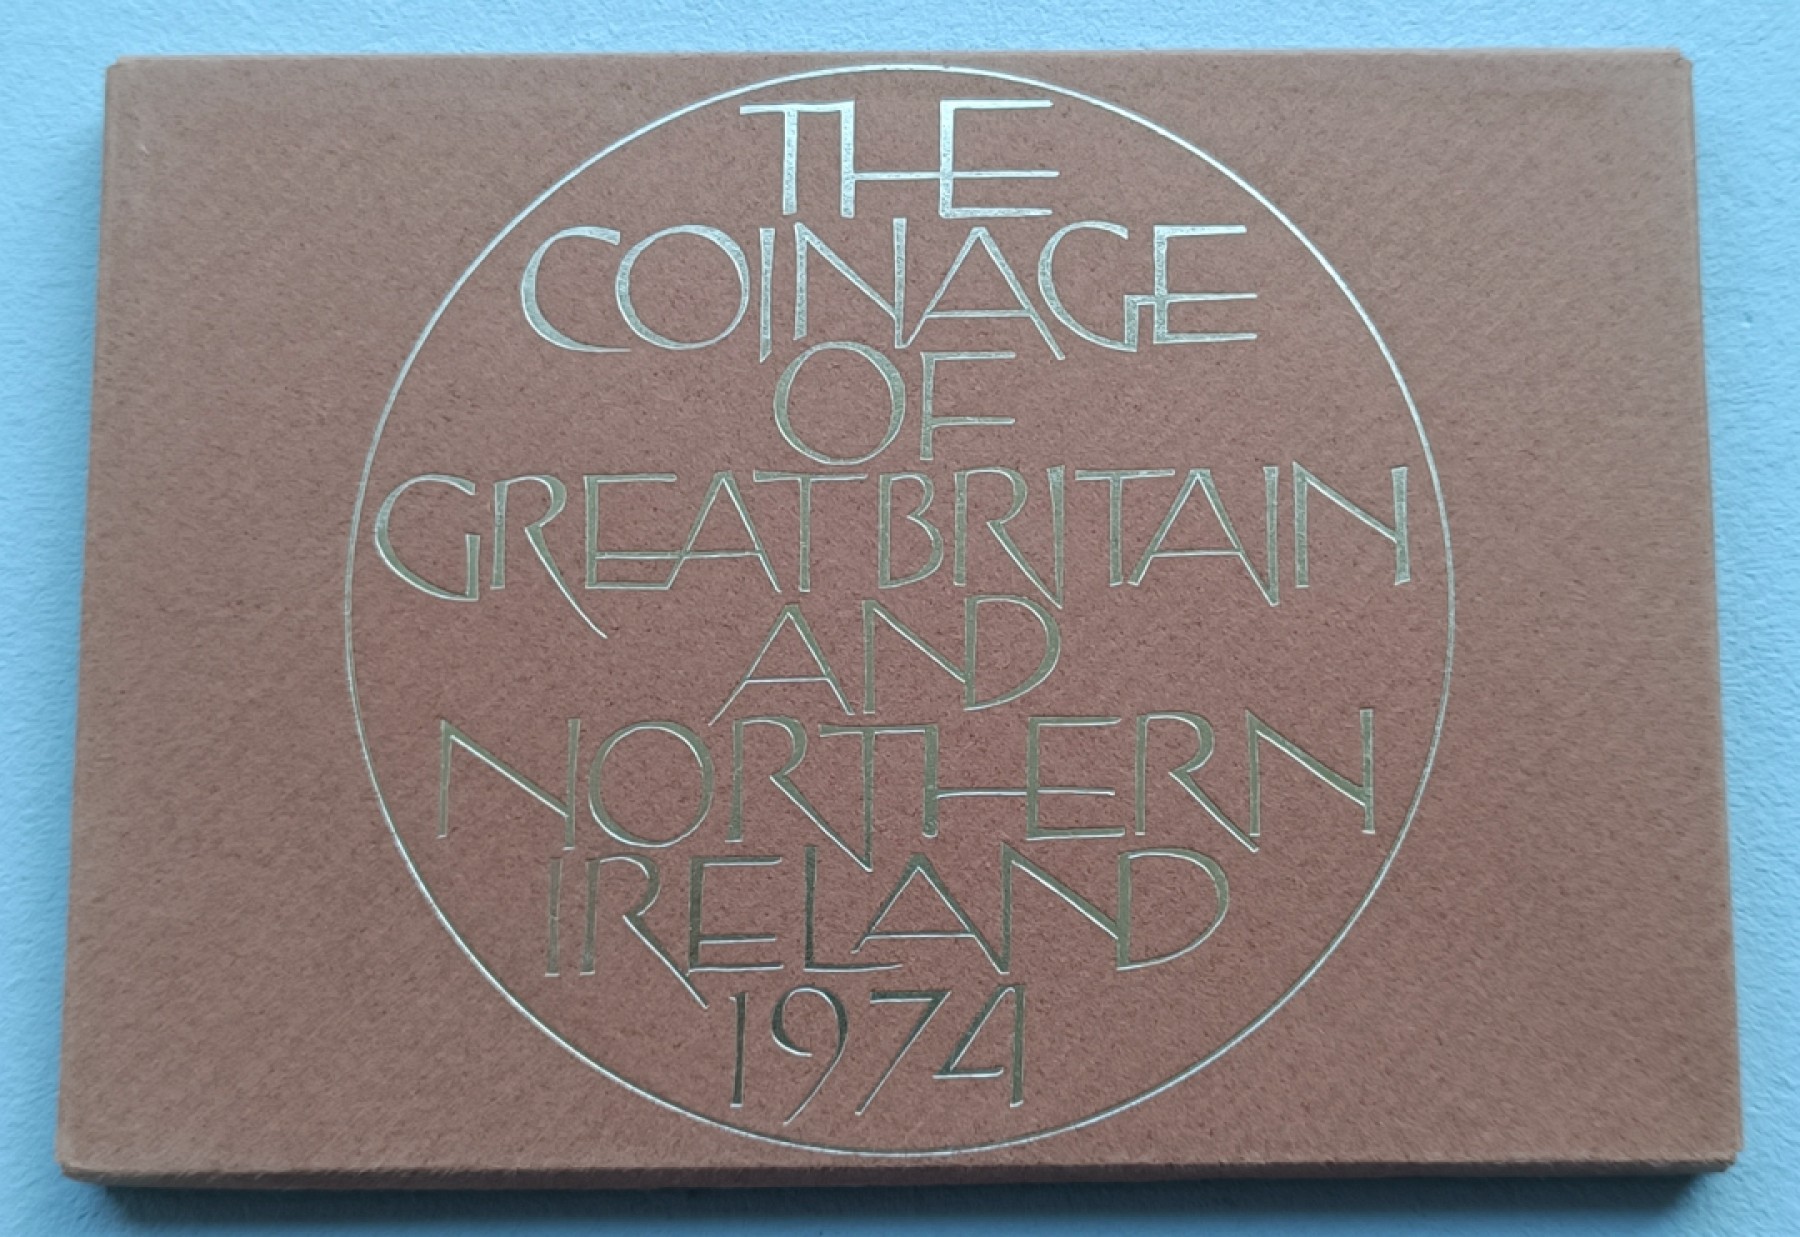 THE
COINAGE
OF
GREAT BRITAIN
AND
NORTHERN
IRELAND
1974